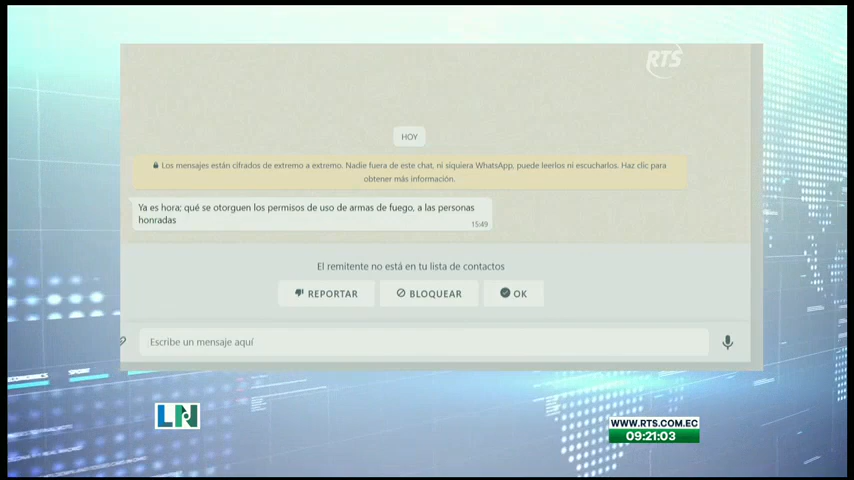 RTS
HOY
Los mensajes están cifrados de extremo a extremo. Nadie fuera de este chat, ni siquiera WhatsApp, puede leerlos ni escucharlos. Haz clic para
obtener más información.
Ya es hora; qué se otorguen los permisos de uso de armas de fuego, a las personas
honradas
15:49
El remitente no está en tu lista de contactos
REPORTAR
BLOQUEAR
OK
Escribe un mensaje aquí
ECONOMICS
SPORT
LN
WWW.RTS.COM.EC
09:21:03